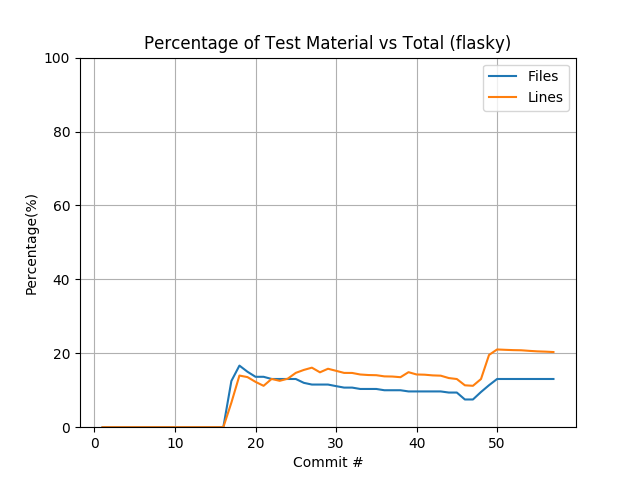 Percentage of Test Material vs Total (flasky)
Files
Lines
100
80
60
40
20
0
Percentage(%)
0 10 20 30 40 50
Commit #